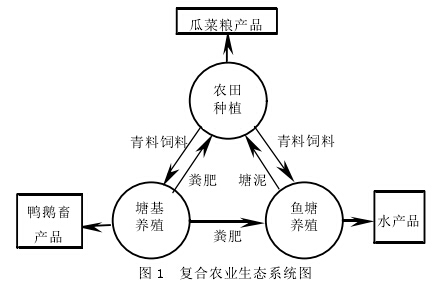 瓜菜粮产品
农田
种植
青料饲料
青料饲料
粪肥
塘泥
鸭鹅畜
产品
塘基
养殖
鱼塘
养殖
水产品
粪肥
图1 复合农业生态系统图